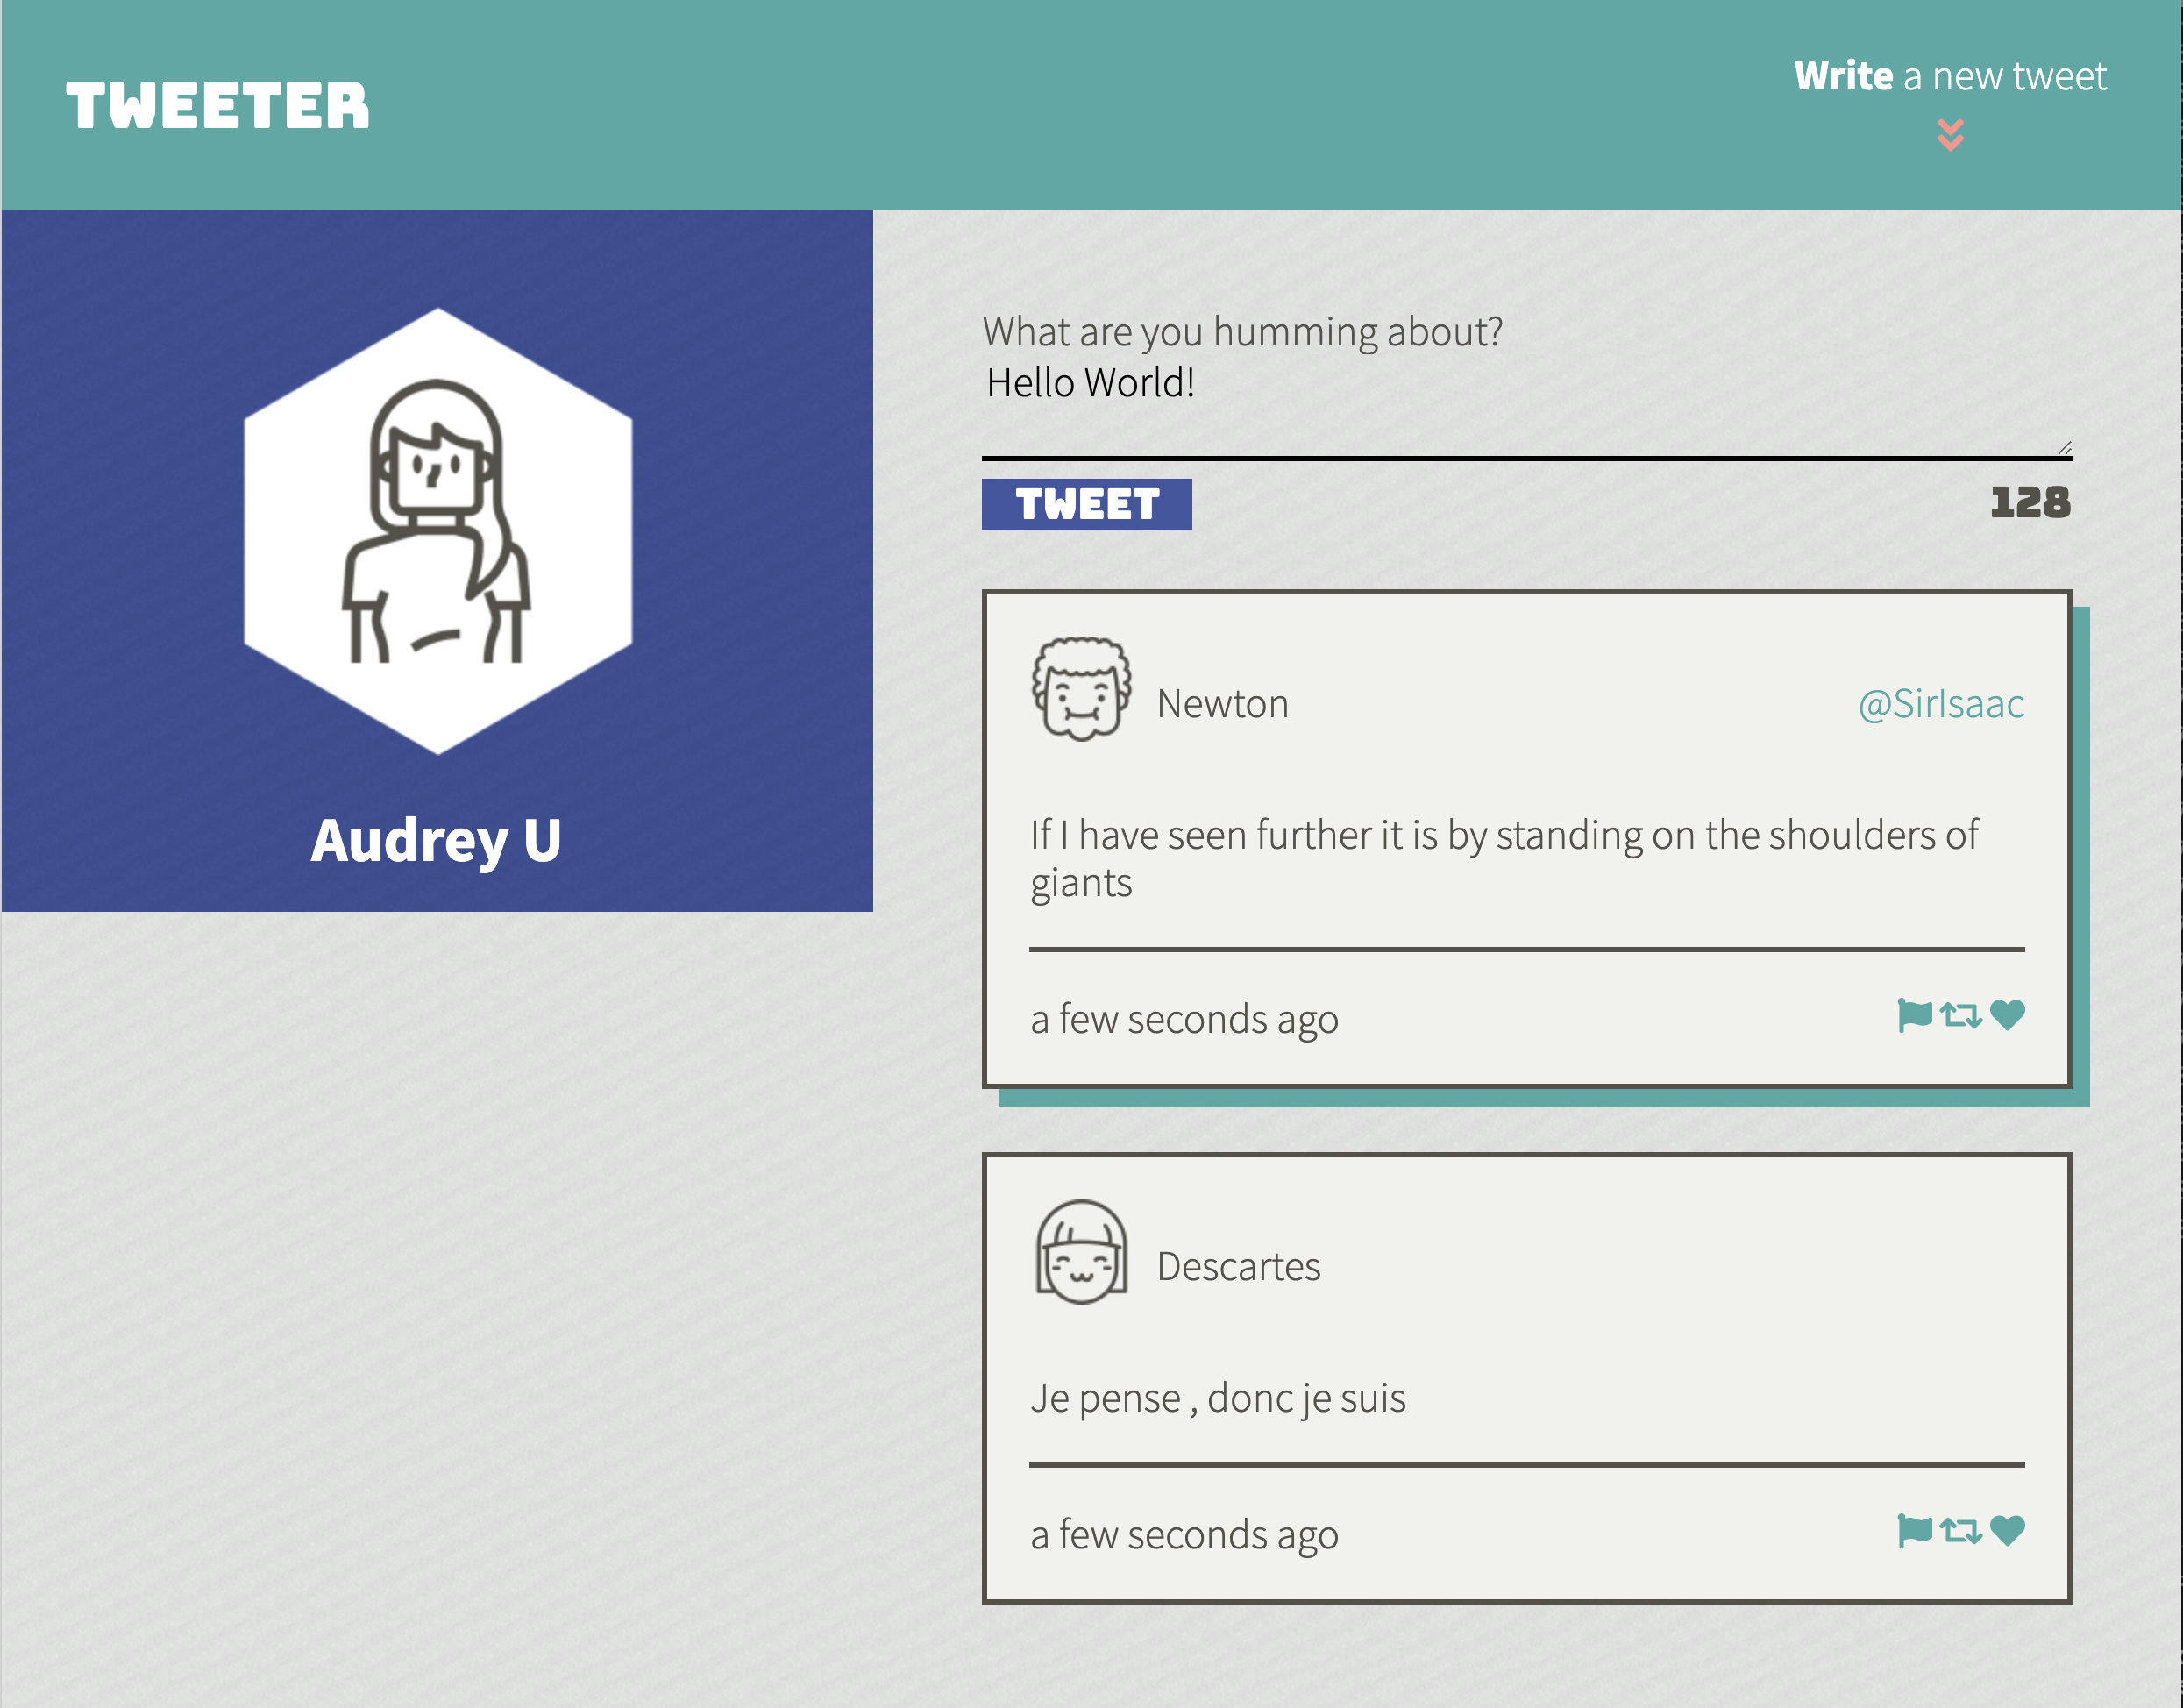 TWEETER
Write a new tweet
Audrey U
What are you humming about?
Hello World!
TWEET
128
Newton
@SirIsaac
If I have seen further it is by standing on the shoulders of
giants
a few seconds ago
Descartes
Je pense , donc je suis
a few seconds ago